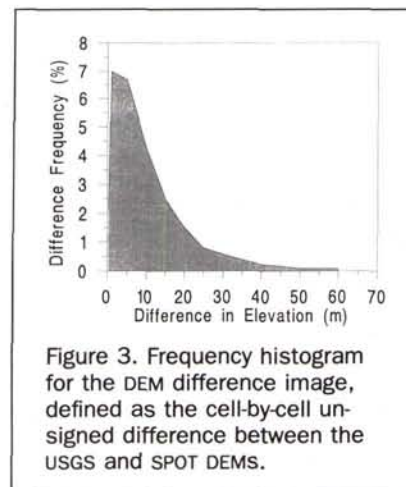 8
7
6
5
4
3
2
1
0
Difference Frequency (%)
0 10 20 30 40 50 60 70
Difference in Elevation (m)
Figure 3. Frequency histogram
for the DEM difference image,
defined as the cell-by-cell un-
signed difference between the
USGS and SPOT DEMs.